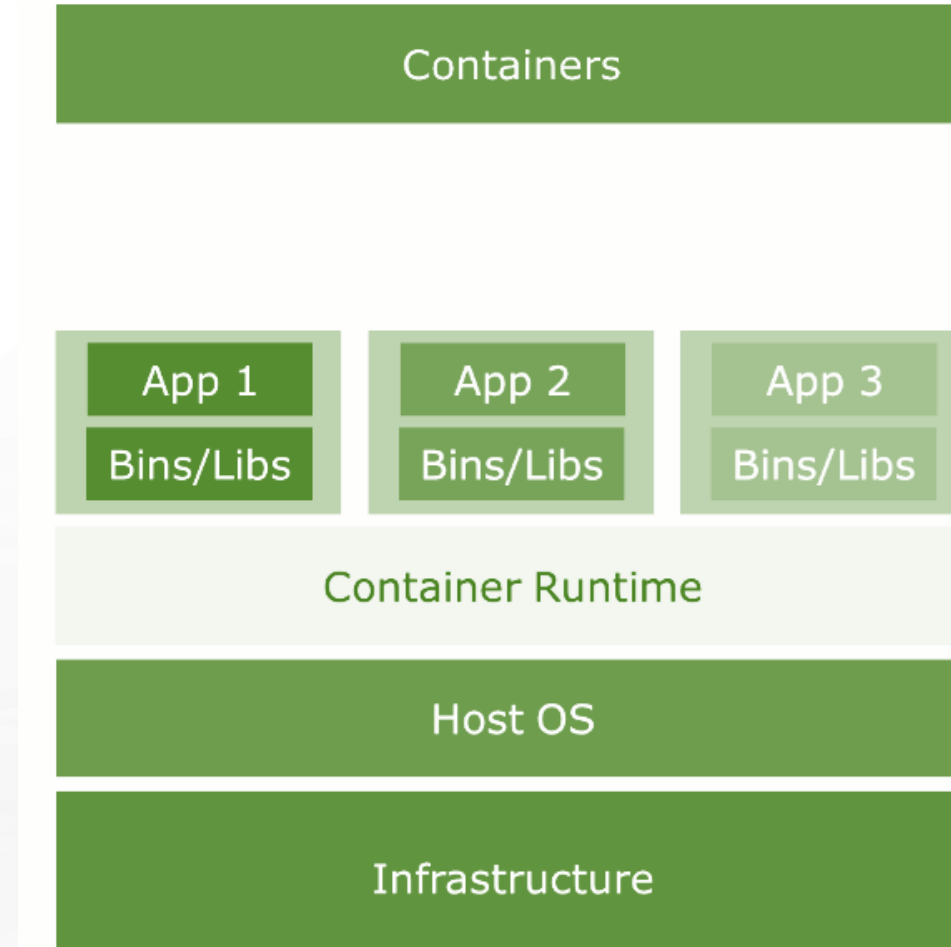 Containers
App 1
App 2
App 3
Bins/Libs
Bins/Libs
Bins/Libs
Container Runtime
Host OS
Infrastructure